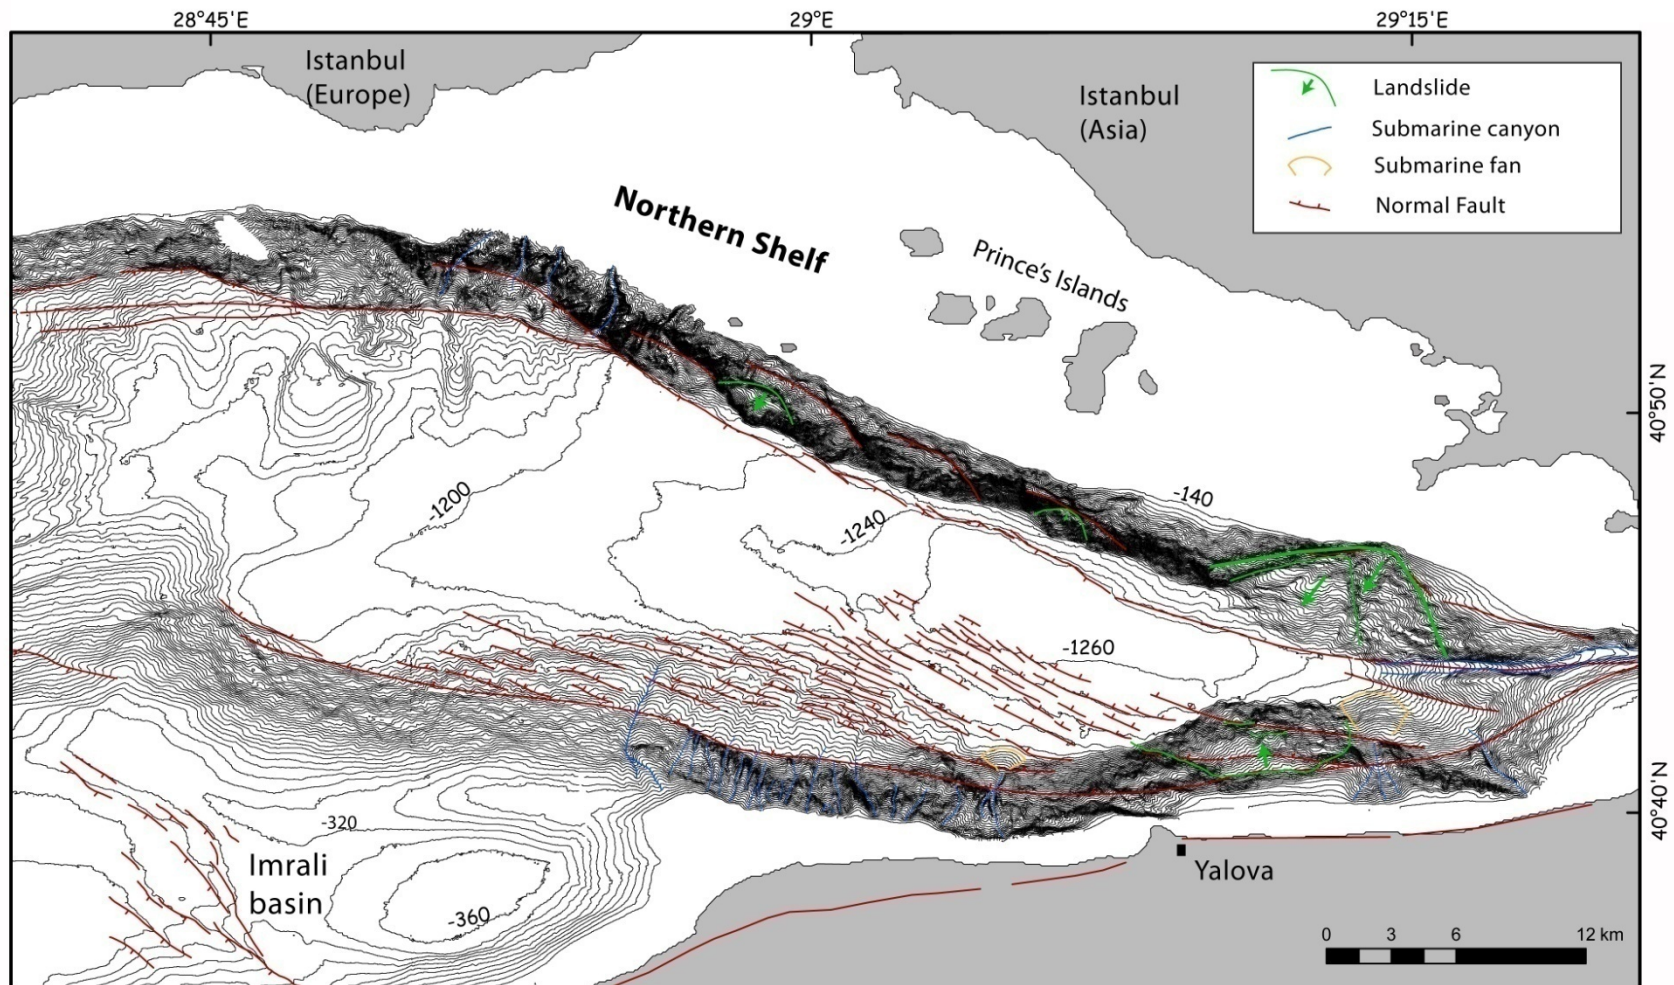 28°45'E
29°E
29°15'E
Istanbul
(Europe)
Istanbul
(Asia)
Landslide
Submarine canyon
Submarine fan
Normal Fault
Northern Shelf
Prince's Islands
40°50'N
-1200
-1240
-140
-1260
40°40'N
-320
Imrali
basin
-360
Yalova
0 3 6 12 km